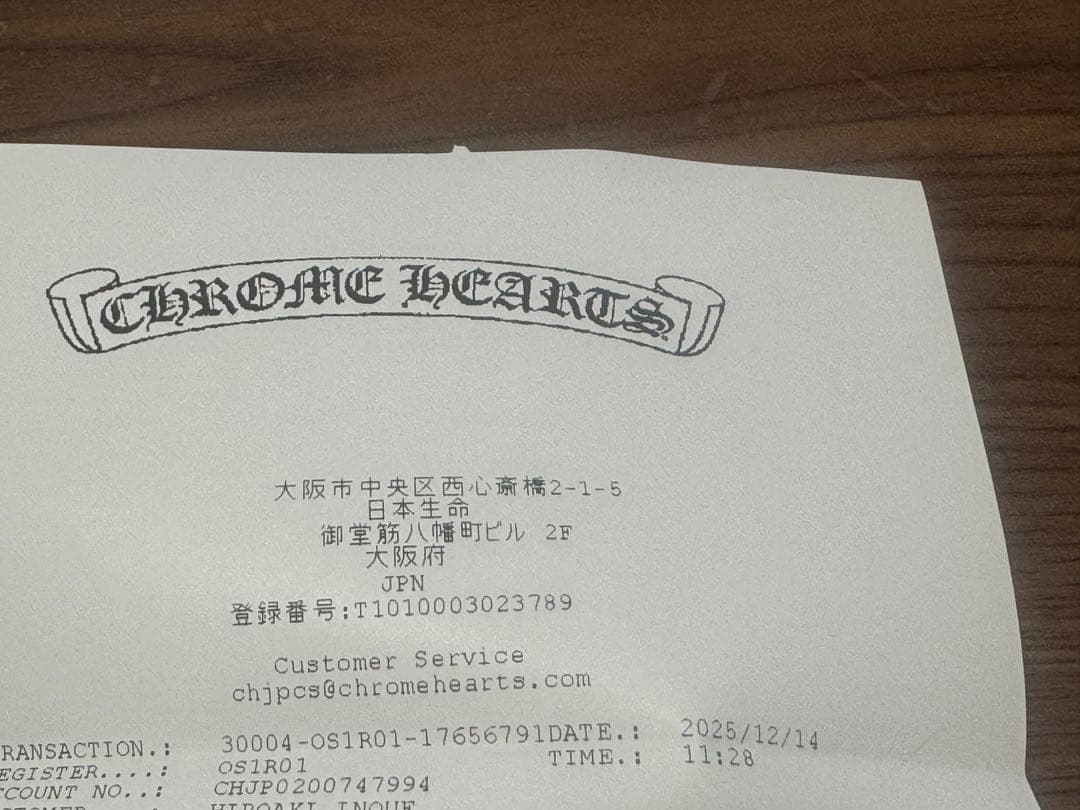 CHROME HEARTS
大阪市中央区西心斎橋2-1-5
日本生命
御堂筋八幡町ビル 2F
大阪府
JPN
登録番号:T1010003023789
Customer Service
chjpcs@chromehearts.com
RANSACTION.: 30004-OS1R01-17656791DATE.: 2025/12/14
EGISTER....: OS1R01 TIME.: 11:28
CCOUNT NO..: CHJP0200747994
HIROAKI INOUE